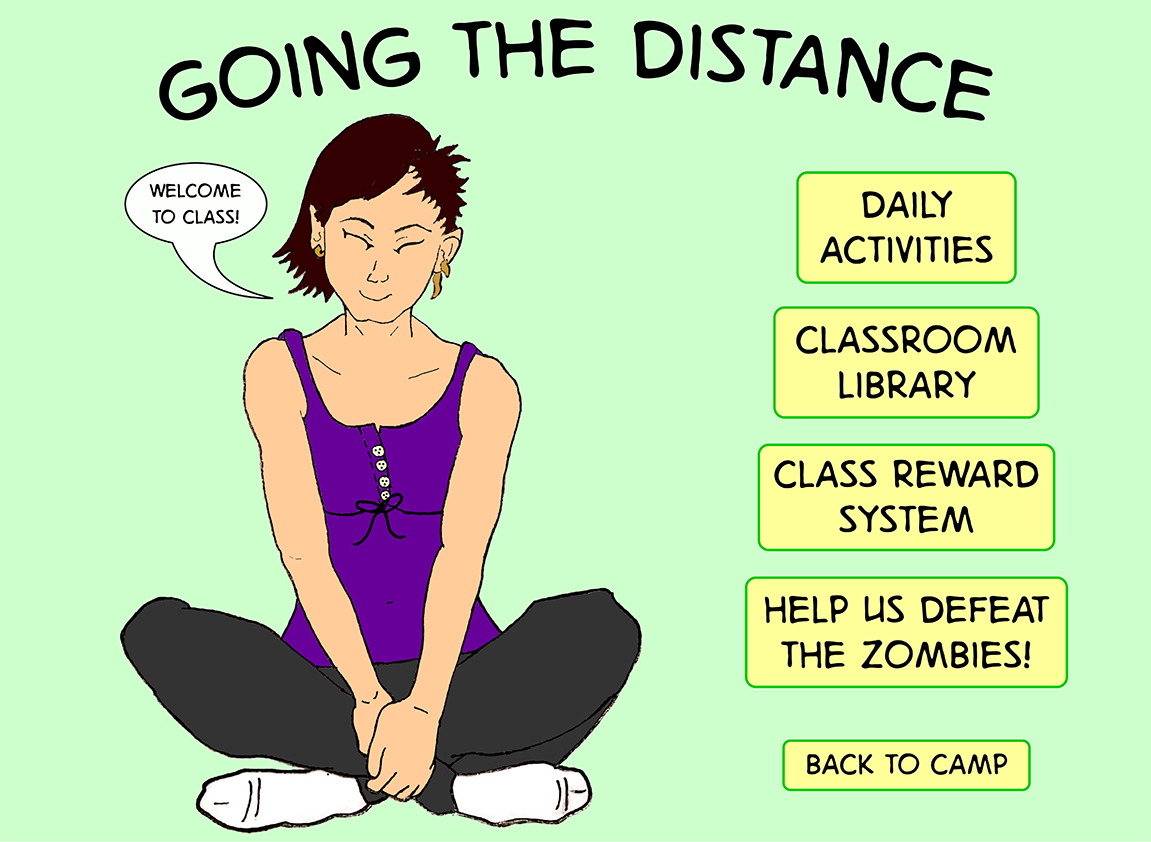 GOING THE DISTANCE
WELCOME
TO CLASS!
DAILY
ACTIVITIES
CLASSROOM
LIBRARY
CLASS REWARD
SYSTEM
HELP US DEFEAT
THE ZOMBIES!
BACK TO CAMP